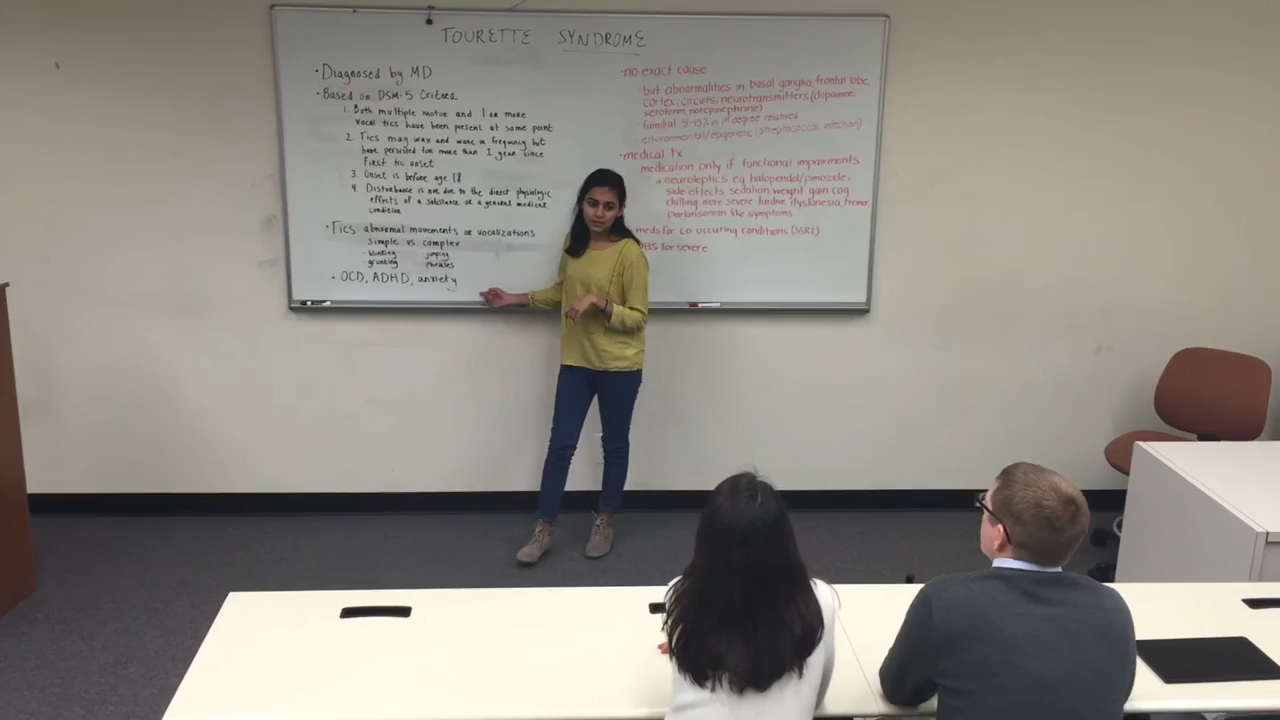 TOURETTE SYNDROME
• Diagnosed by MD
• Based on DSM-5 Criteria
1. Both multiple motor and 1 or more
vocal tics have been present at some point
2. Tics may wax and wane in frequency but
have persisted for more than 1 year since
first tic onset
3. Onset is before age 18
4. Disturbance is not due to the direct physiologic
effects of a substance or a general medical
condition
• Tics abnormal movements or vocalizations
simple vs complex
- blinking jumping
grunting phrases
• OCD, ADHD, anxiety
• no exact cause
- but abnormalities in basal ganglia, frontal lobe,
cortex, circuits, neurotransmitters (dopamine,
serotonin, norepinephrine)
- familial 5-15% in 1st degree relatives
- environmental/epigenetic (streptococcal infection)
• medical tx
medication only if functional impairments
neuroleptics eg
side effects sedation, weight gain cog
more severe tardive dyskinesia, tremor
parkinsonian like symptoms
meds for co occuring conditions (SSRI)
DBS for severe